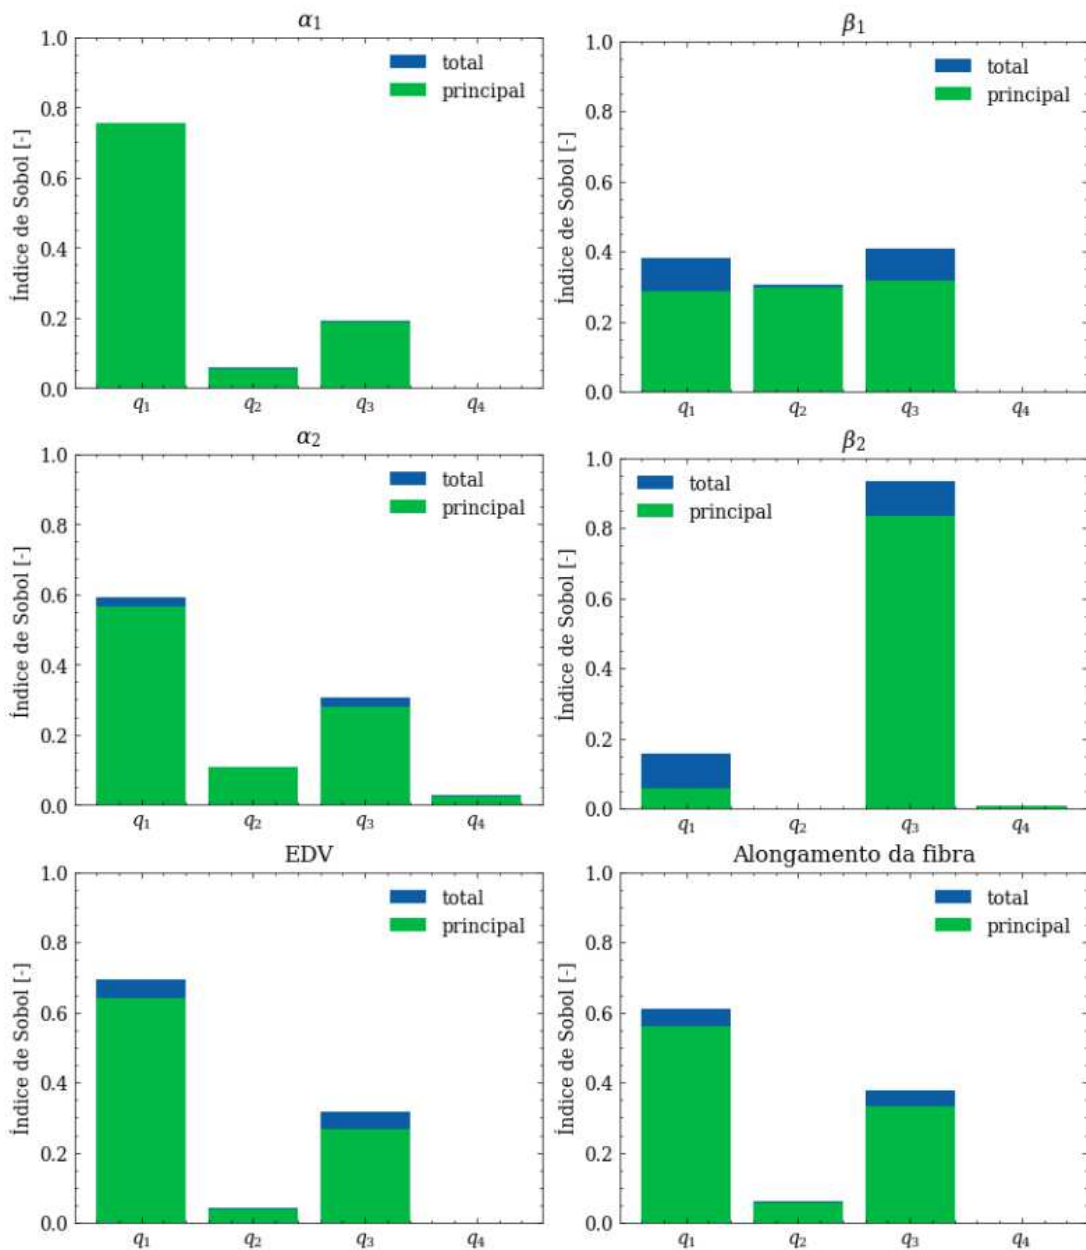 α₁
Índice de Sobol [-]
1.0
0.8
0.6
0.4
0.2
0.0
total
principal
q₁ q₂ q₃ q₄
β₁
Índice de Sobol [-]
1.0
0.8
0.6
0.4
0.2
0.0
total
principal
q₁ q₂ q₃ q₄
α₂
Índice de Sobol [-]
1.0
0.8
0.6
0.4
0.2
0.0
total
principal
q₁ q₂ q₃ q₄
β₂
Índice de Sobol [-]
1.0
0.8
0.6
0.4
0.2
0.0
total
principal
q₁ q₂ q₃ q₄
EDV
Índice de Sobol [-]
1.0
0.8
0.6
0.4
0.2
0.0
total
principal
q₁ q₂ q₃ q₄
Alongamento da fibra
Índice de Sobol [-]
1.0
0.8
0.6
0.4
0.2
0.0
total
principal
q₁ q₂ q₃ q₄